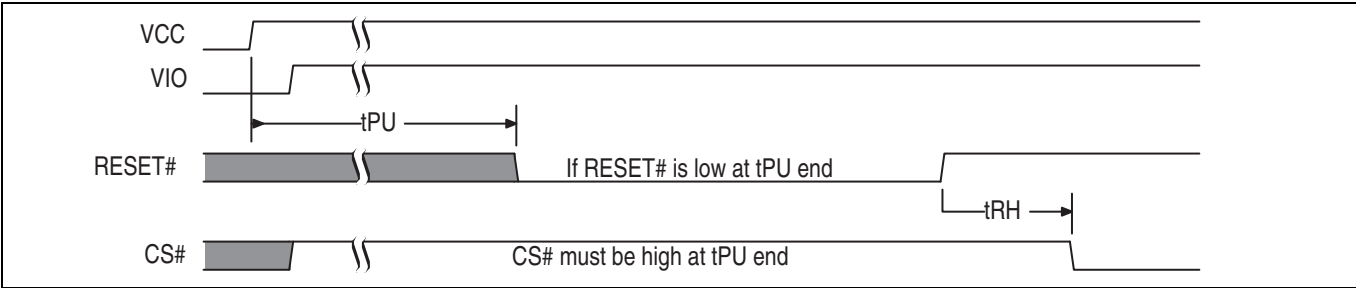 VCC
VIO
tPU
RESET#
If RESET# is low at tPU end
tRH
CS#
CS# must be high at tPU end